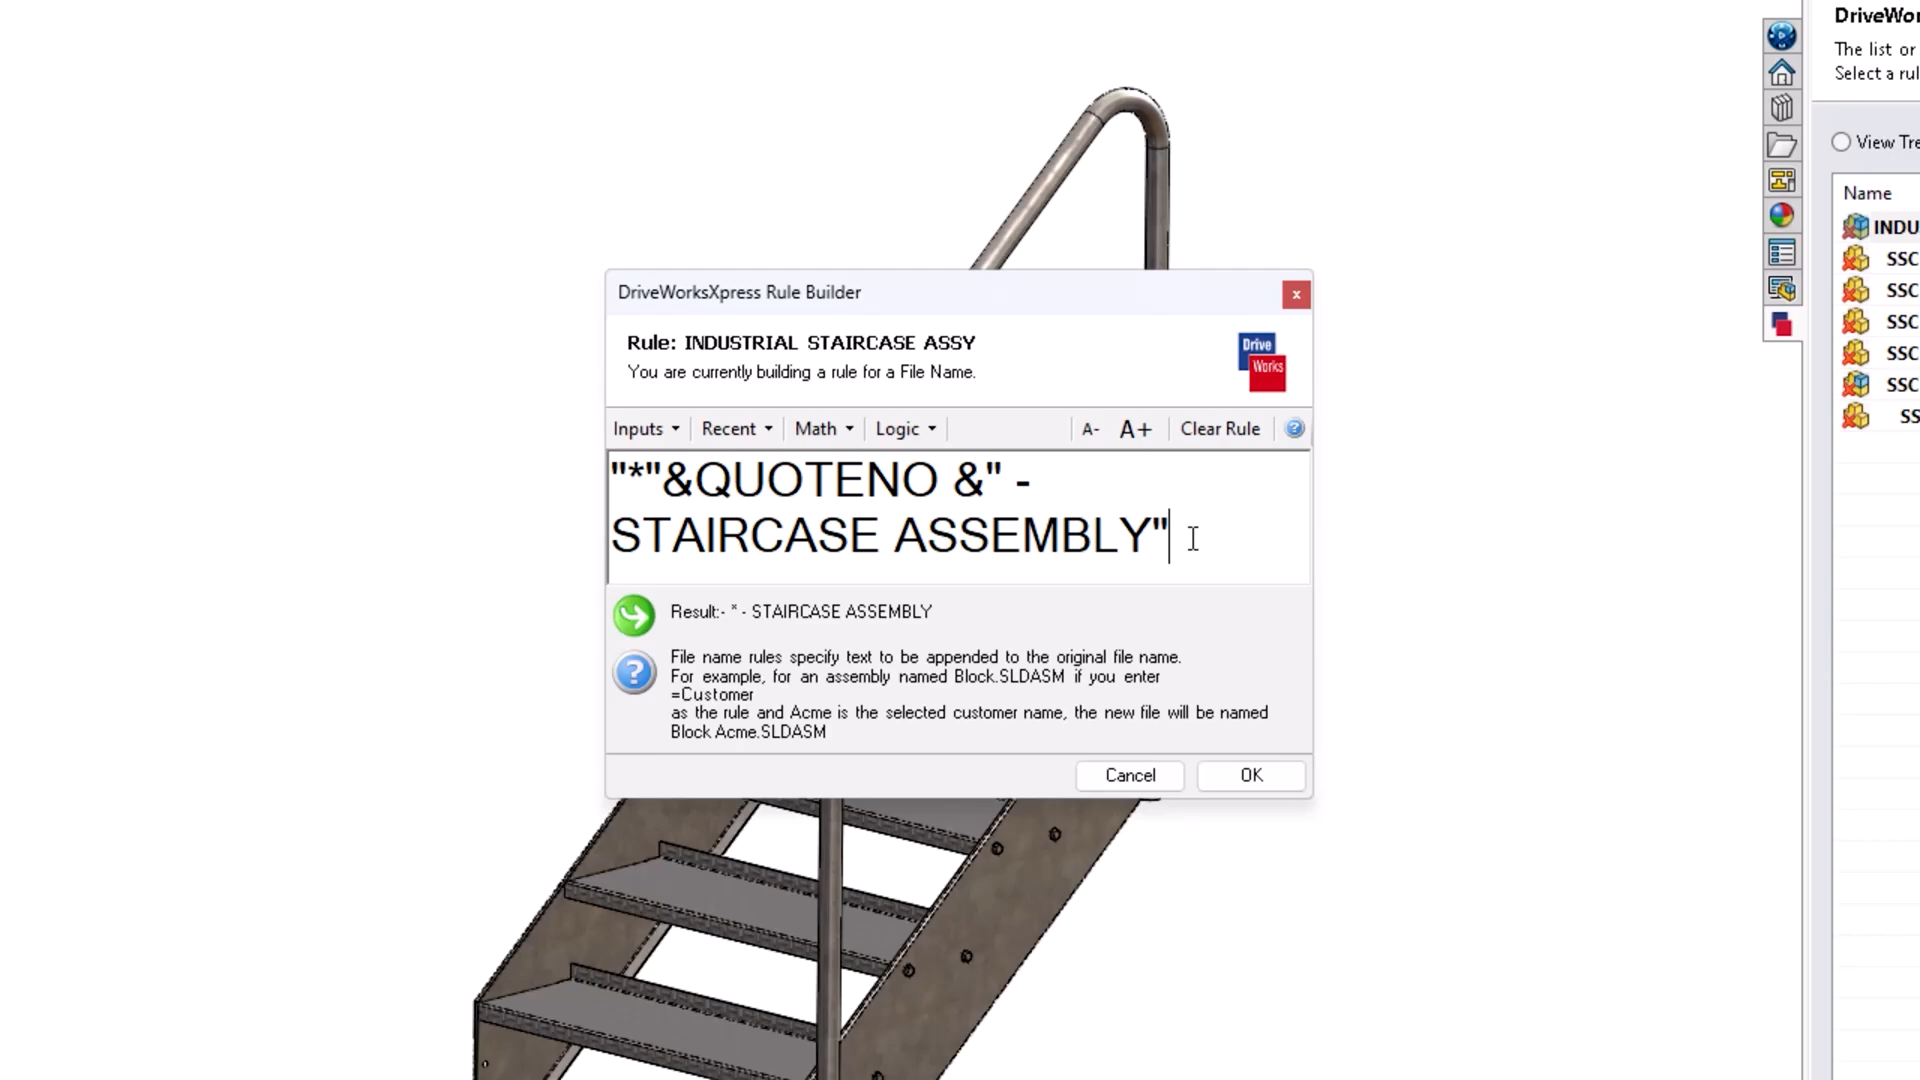 DriveWor
The list or
Select a rul
View Tre
Name
INDU
SSC
SSC
SSC
SSC
SSC
SS
DriveWorksXpress Rule Builder
x
Rule: INDUSTRIAL STAIRCASE ASSY
You are currently building a rule for a File Name.
Drive
Works
Inputs Recent Math Logic A- A+ Clear Rule ?
"*"&QUOTENO &" -
STAIRCASE ASSEMBLY"
Result:- * - STAIRCASE ASSEMBLY
File name rules specify text to be appended to the original file name.
For example, for an assembly named Block.SLDASM if you enter
=Customer
as the rule and Acme is the selected customer name, the new file will be named
Block Acme.SLDASM
Cancel OK